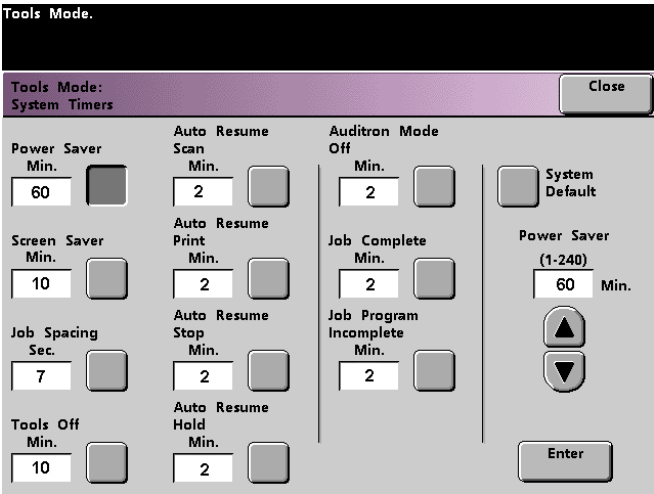 Tools Mode.
Tools Mode:
System Timers
Close
Power Saver
Min.
60
Screen Saver
Min.
10
Job Spacing
Sec.
7
Tools Off
Min.
10
Auto Resume
Scan
Min.
2
Auto Resume
Print
Min.
2
Auto Resume
Stop
Min.
2
Auto Resume
Hold
Min.
2
Auditron Mode
Off
Min.
2
Job Complete
Min.
2
Job Program
Incomplete
Min.
2
System
Default
Power Saver
(1-240)
60 Min.
Enter